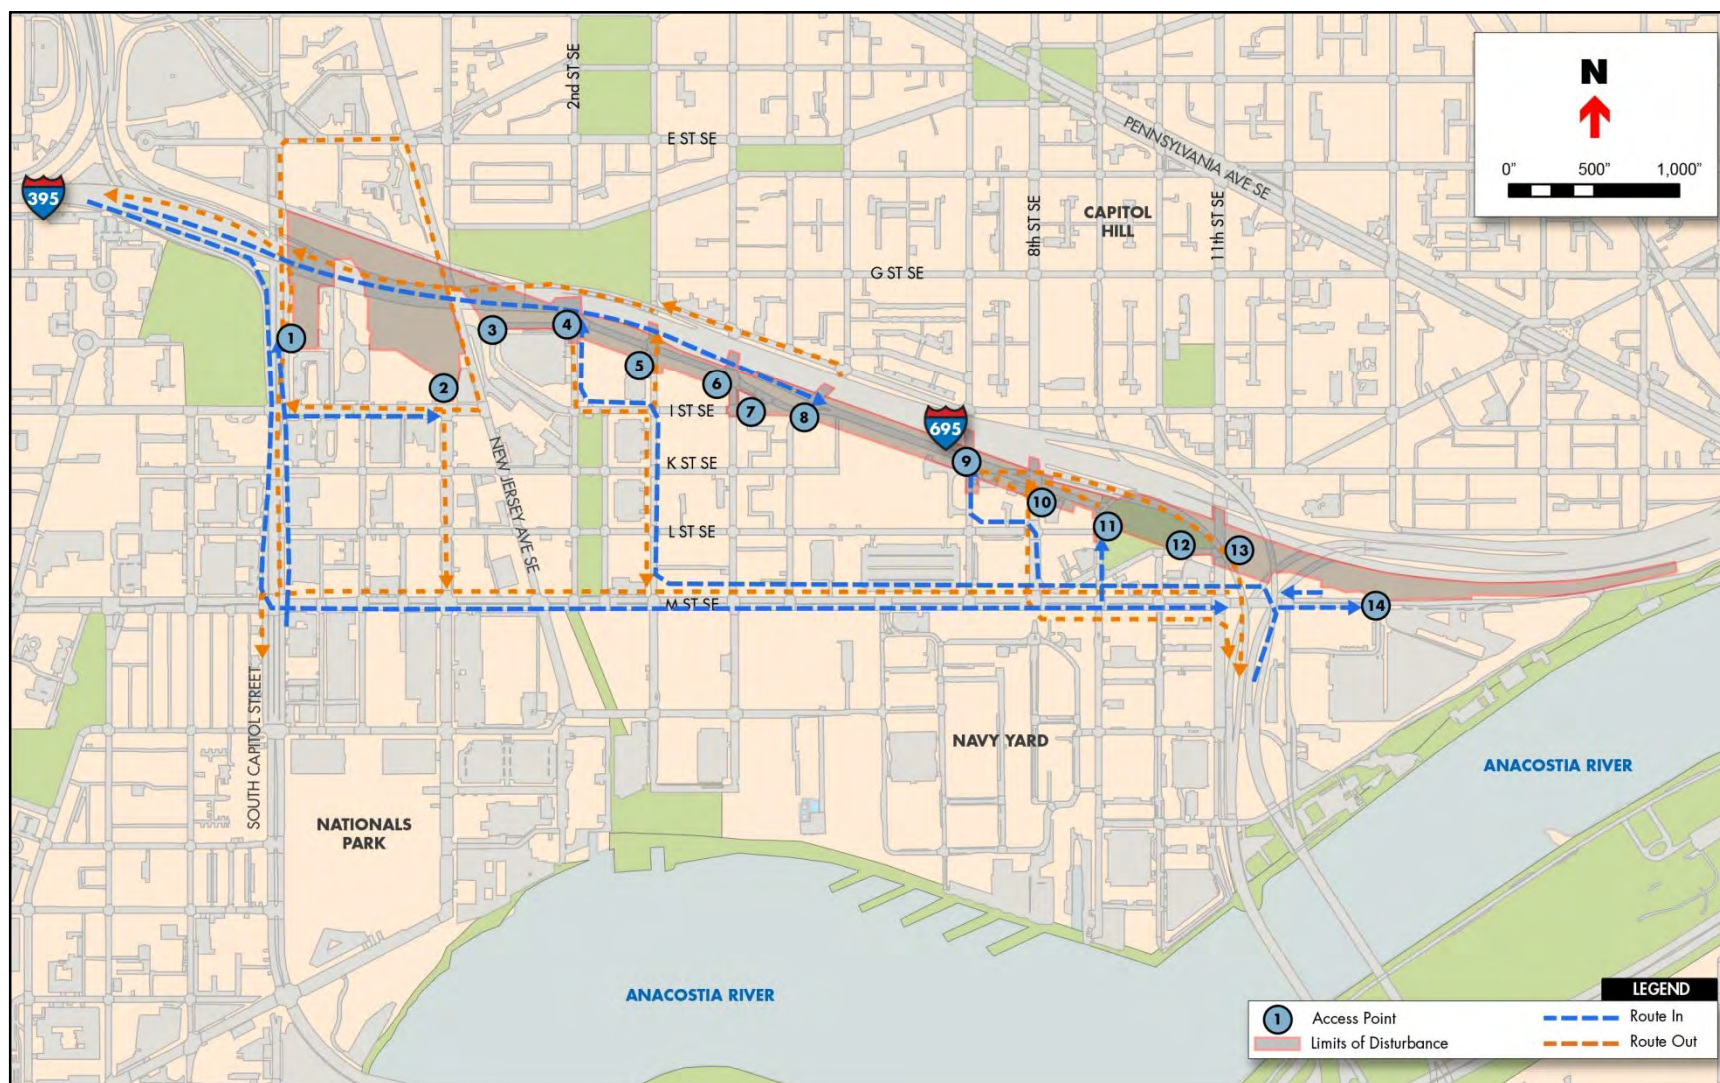 N
0" 500" 1,000"
2nd ST SE
E ST SE
PENNSYLVANIA AVE SE
395
8th ST SE
CAPITOL
HILL
11th ST SE
G ST SE
1
2
3
4
5
6
7
8
I ST SE
695
NEW JERSEY AVE SE
K ST SE
9
10
11
12
13
L ST SE
M ST SE
14
SOUTH CAPITOL STREET
NAVY YARD
NATIONALS
PARK
ANACOSTIA RIVER
ANACOSTIA RIVER
LEGEND
1 Access Point
Limits of Disturbance
Route In
Route Out